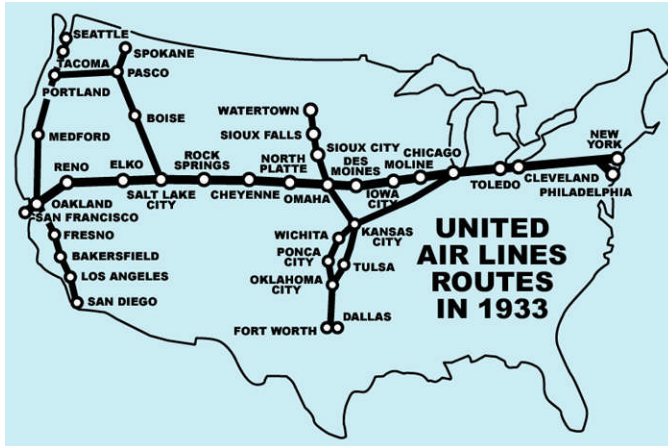 SEATTLE
SPOKANE
TACOMA
PASCO
PORTLAND
BOISE
MEDFORD
RENO
ELKO
ROCK
SPRINGS
NORTH
PLATTE
WATERTOWN
SIOUX FALLS
SIOUX CITY
DES
MOINES
CHICAGO
MOLINE
NEW
YORK
OAKLAND
SAN FRANCISCO
SALT LAKE
CITY
CHEYENNE
OMAHA
IOWA
CITY
TOLEDO
CLEVELAND
PHILADELPHIA
FRESNO
BAKERSFIELD
LOS ANGELES
SAN DIEGO
WICHITA
KANSAS
CITY
PONCA
CITY
TULSA
OKLAHOMA
CITY
FORT WORTH
DALLAS
UNITED
AIR LINES
ROUTES
IN 1933